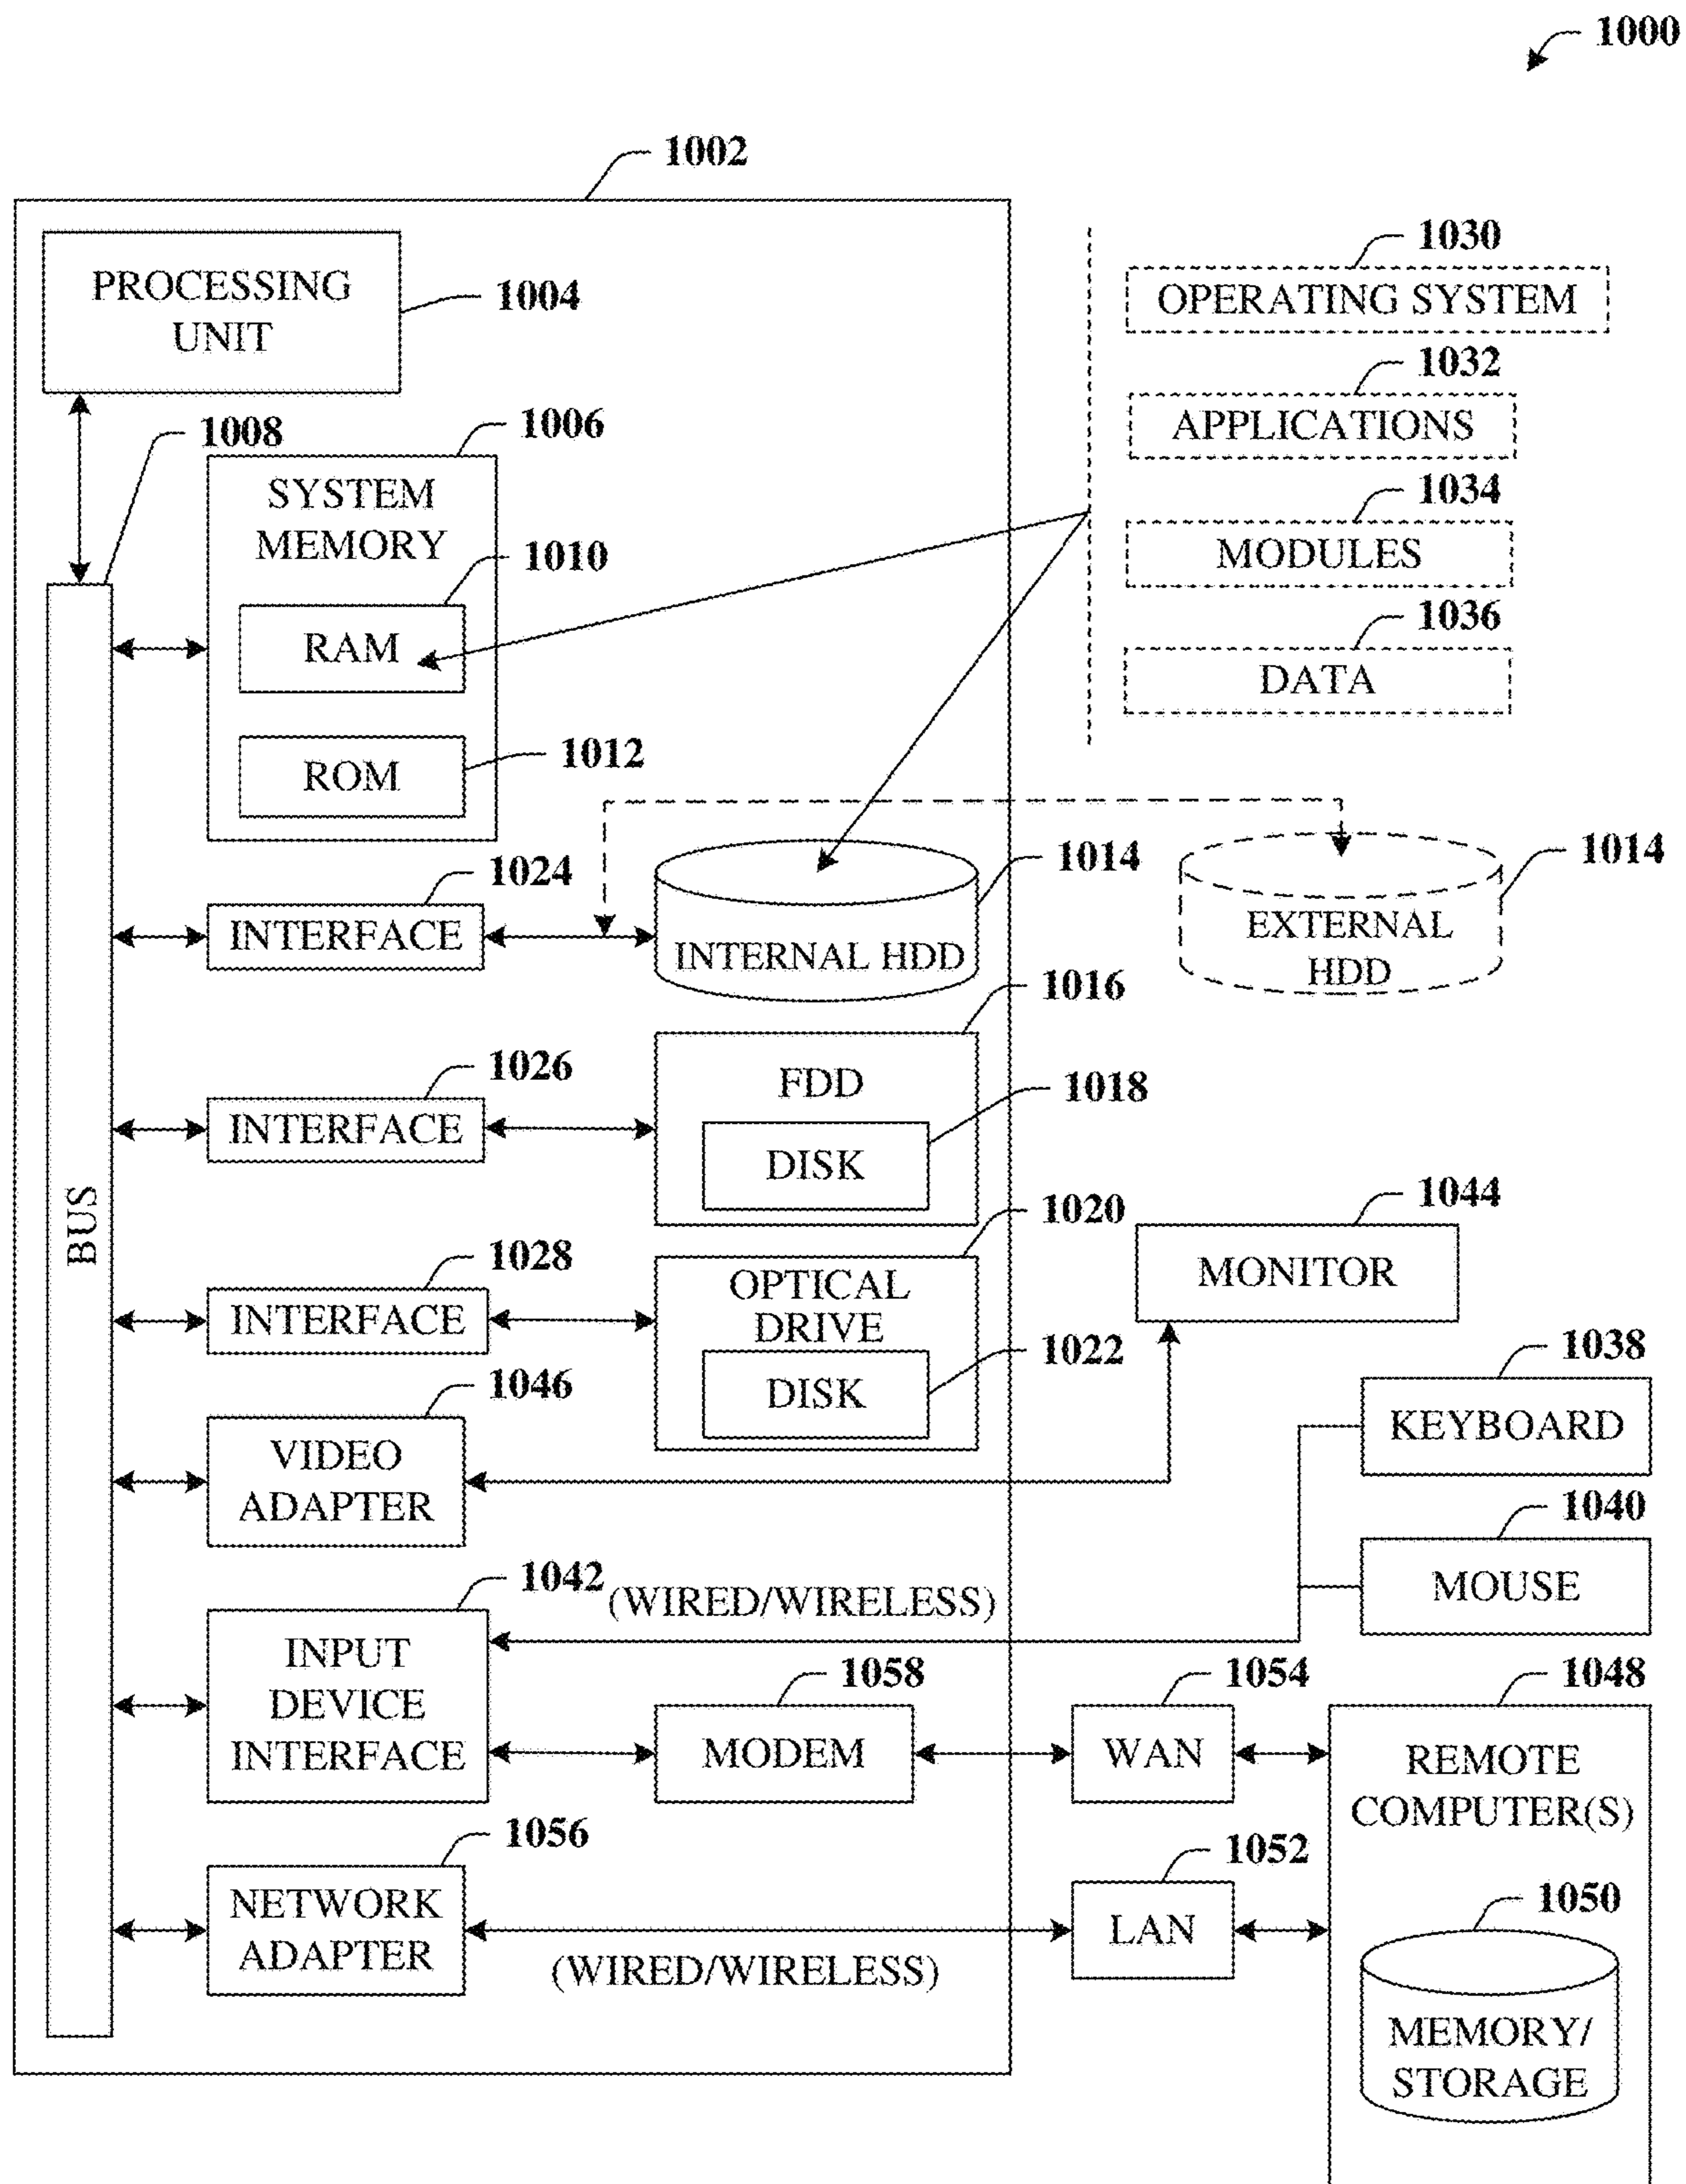 1000
1002
PROCESSING
UNIT
1004
1030
OPERATING SYSTEM
1032
APPLICATIONS
1034
MODULES
1036
DATA
1008
1006
SYSTEM
MEMORY
1010
RAM
1012
ROM
1024
INTERFACE
1014
INTERNAL HDD
1014
EXTERNAL
HDD
1026
INTERFACE
1016
FDD
1018
DISK
BUS
1028
INTERFACE
1020
OPTICAL
DRIVE
1022
DISK
1044
MONITOR
1046
VIDEO
ADAPTER
1038
KEYBOARD
1040
MOUSE
1042
(WIRED/WIRELESS)
INPUT
DEVICE
INTERFACE
1058
MODEM
1054
WAN
1048
REMOTE
COMPUTER(S)
1056
NETWORK
ADAPTER
(WIRED/WIRELESS)
1052
LAN
1050
MEMORY/
STORAGE